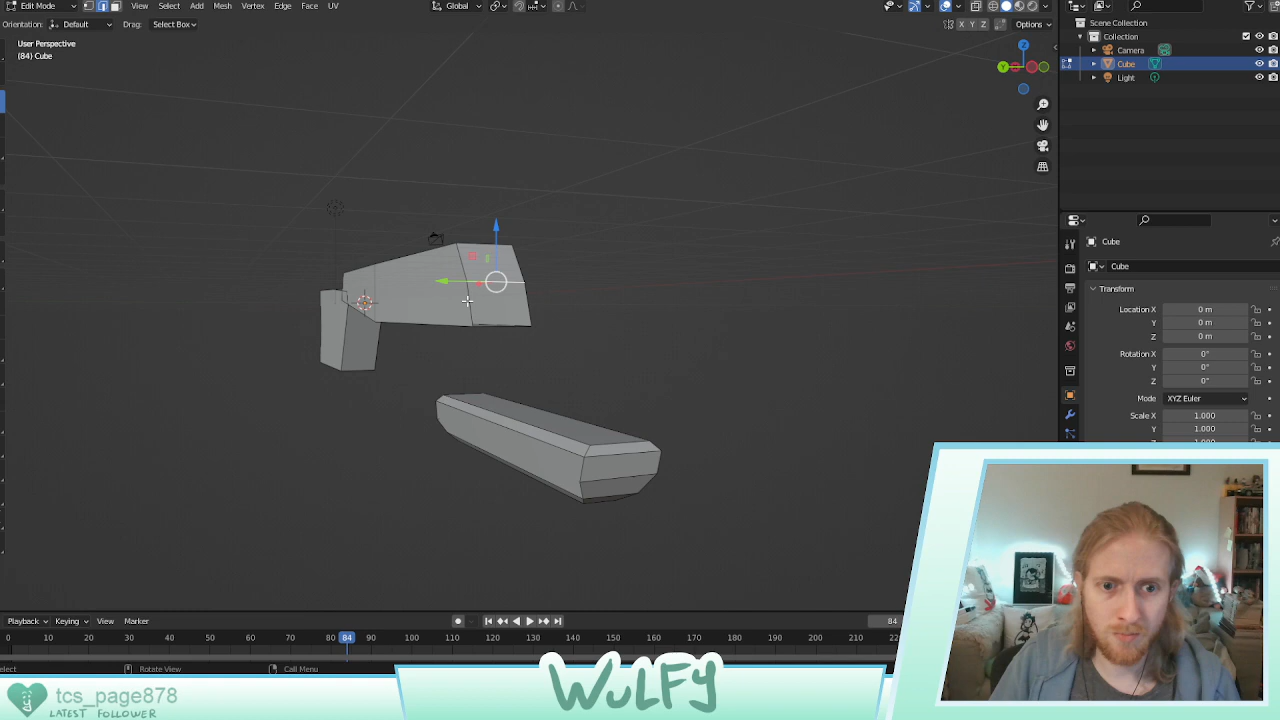 Edit Mode View Select Add Mesh Vertex Edge Face UV Global
Orientation: Default Drag: Select Box X Y Z Options
User Perspective
(84) Cube
Z
Y
Scene Collection
Collection
Camera
Cube
Light
Cube
Cube
Transform
Location X 0 m
Y 0 m
Z 0 m
Rotation X 0°
Y 0°
Z 0°
Mode XYZ Euler
Scale X 1.000
Y 1.000
Playback Keying View Marker 84
0 10 20 30 40 50 60 70 80 84 90 100 110 120 130 140 150 160 170 180 190 200 210 22
elect Rotate View Call Menu
tcs_page878
LATEST FOLLOWER
WULFY